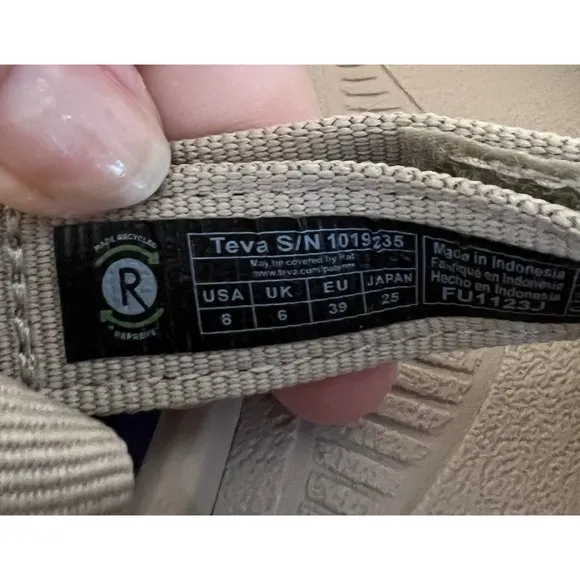 MADE RECYCLED
R
REPREVE
Teva S/N 1019235
May be covered by Pat
www.teva.com/patents
USA UK EU JAPAN
8 6 39 25
Made in Indonesia
Fabriqué en Indonésie
Hecho en Indonesia
FU1123J